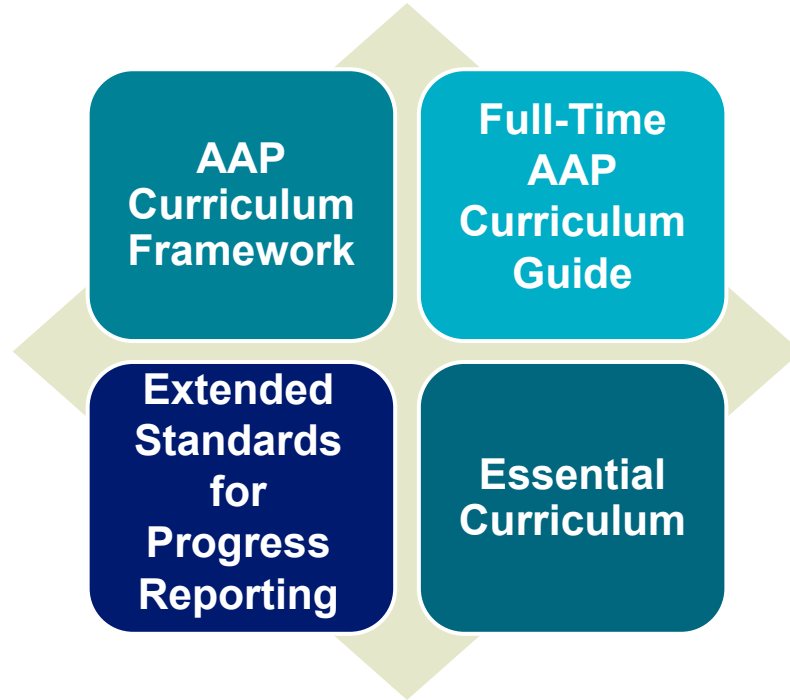 AAP
Curriculum
Framework
Full-Time
AAP
Curriculum
Guide
Extended
Standards
for
Progress
Reporting
Essential
Curriculum